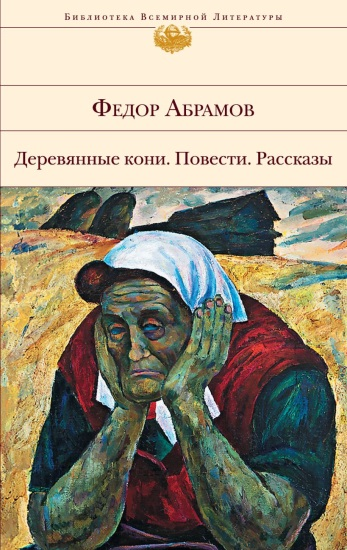 Библиотека Всемирной Литературы
Федор Абрамов
Деревянные кони. Повести. Рассказы